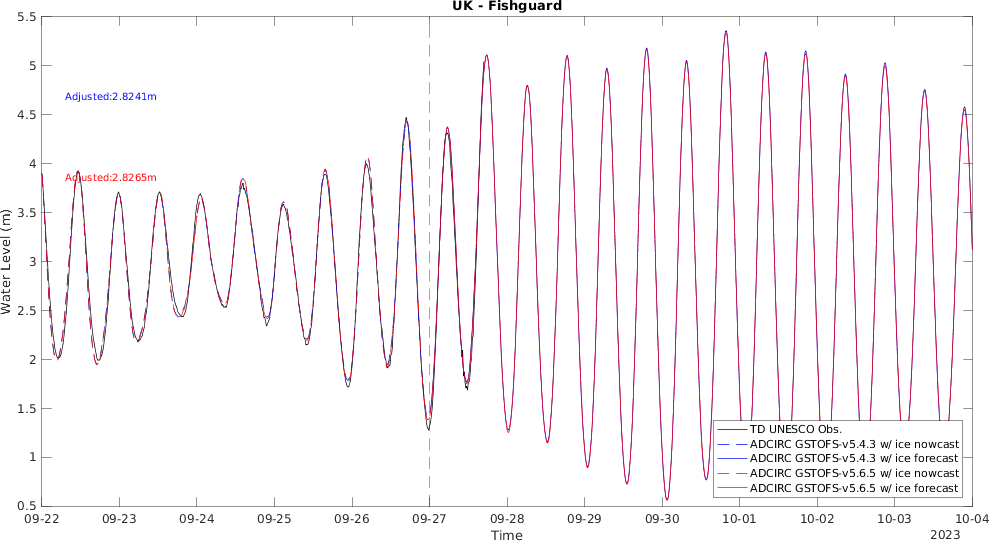 UK - Fishguard
5.5
5
4.5
4
3.5
3
2.5
2
1.5
1
0.5
Water Level (m)
Adjusted:2.8241m
Adjusted:2.8265m
TD UNESCO Obs.
ADCIRC GSTOFS-v5.4.3 w/ ice nowcast
ADCIRC GSTOFS-v5.4.3 w/ ice forecast
ADCIRC GSTOFS-v5.6.5 w/ ice nowcast
ADCIRC GSTOFS-v5.6.5 w/ ice forecast
09-22 09-23 09-24 09-25 09-26 09-27 09-28 09-29 09-30 10-01 10-02 10-03 10-04
Time
2023